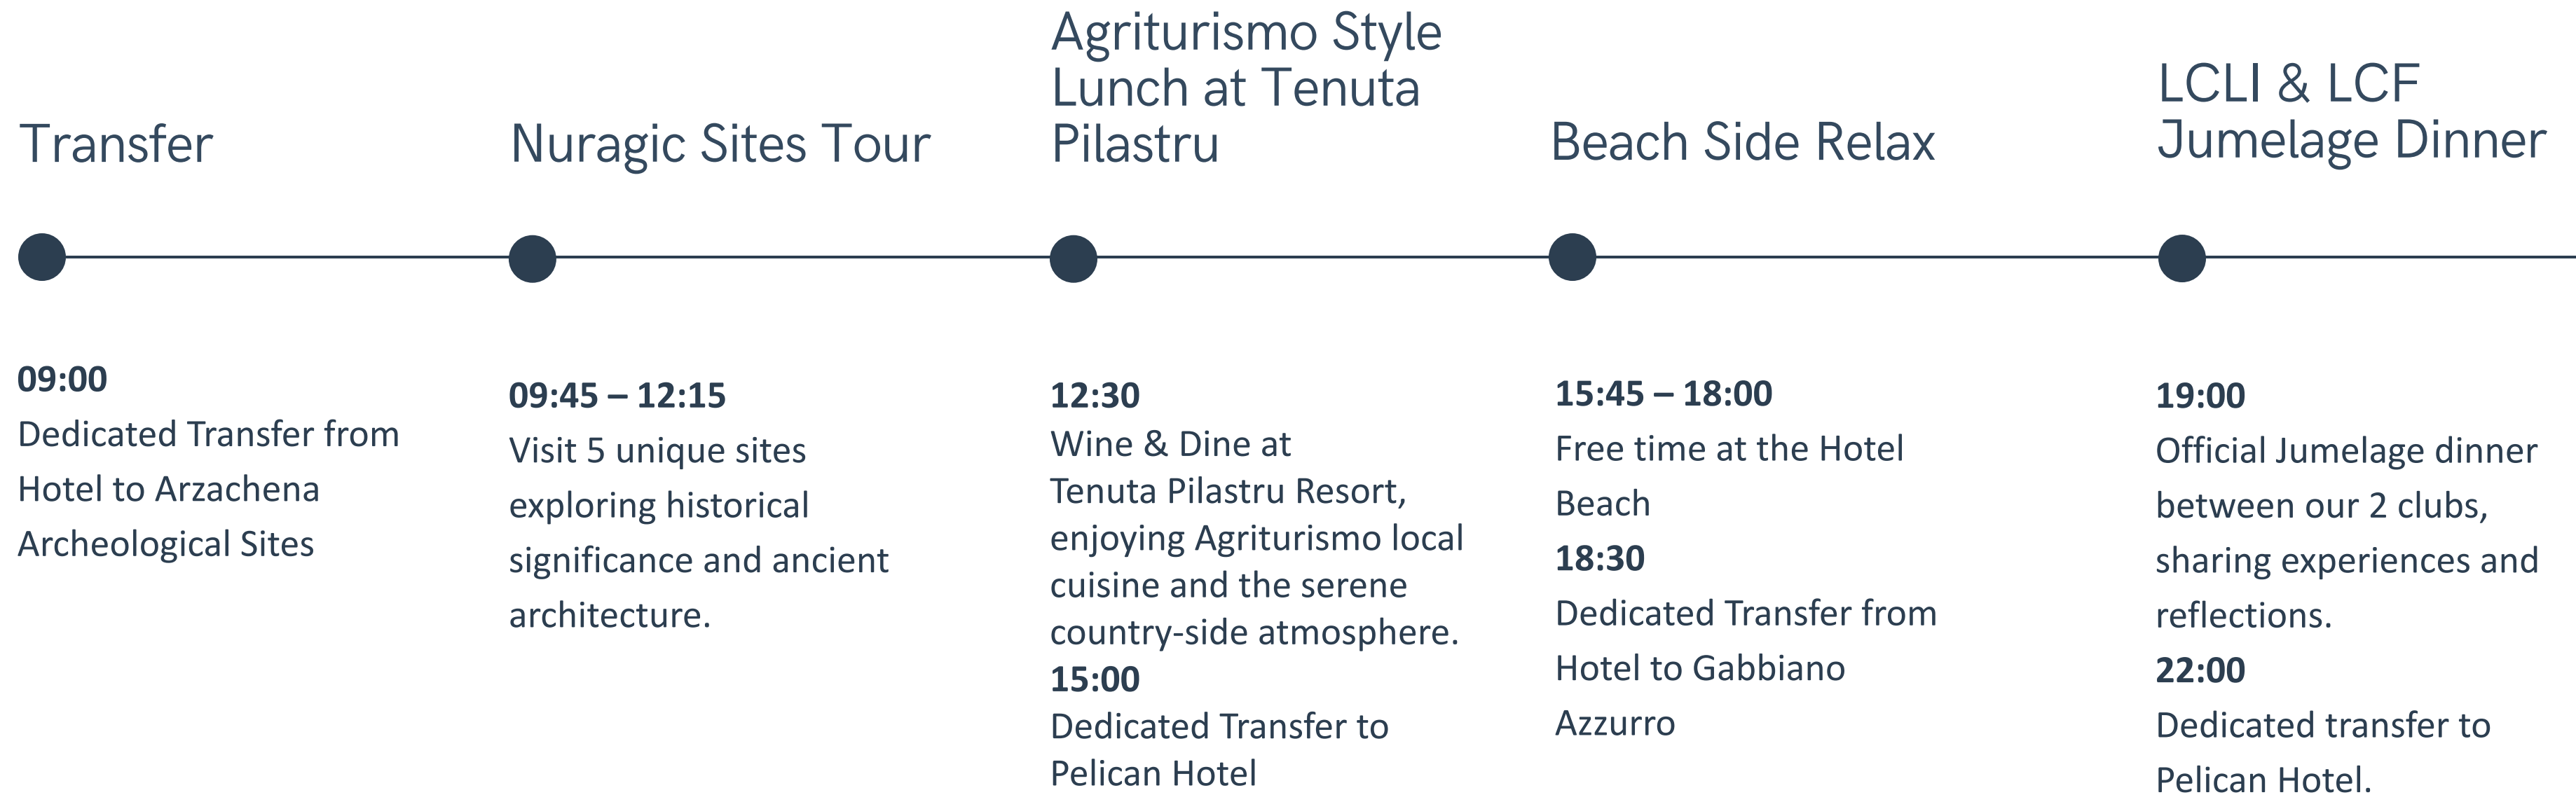 Transfer
09:00
Dedicated Transfer from
Hotel to Arzachena
Archeological Sites
Nuragic Sites Tour
09:45 – 12:15
Visit 5 unique sites
exploring historical
significance and ancient
architecture.
Agriturismo Style
Lunch at Tenuta
Pilastru
12:30
Wine & Dine at
Tenuta Pilastru Resort,
enjoying Agriturismo local
cuisine and the serene
country-side atmosphere.
15:00
Dedicated Transfer to
Pelican Hotel
Beach Side Relax
15:45 – 18:00
Free time at the Hotel
Beach
18:30
Dedicated Transfer from
Hotel to Gabbiano
Azzurro
LCLI & LCF
Jumelage Dinner
19:00
Official Jumelage dinner
between our 2 clubs,
sharing experiences and
reflections.
22:00
Dedicated transfer to
Pelican Hotel.